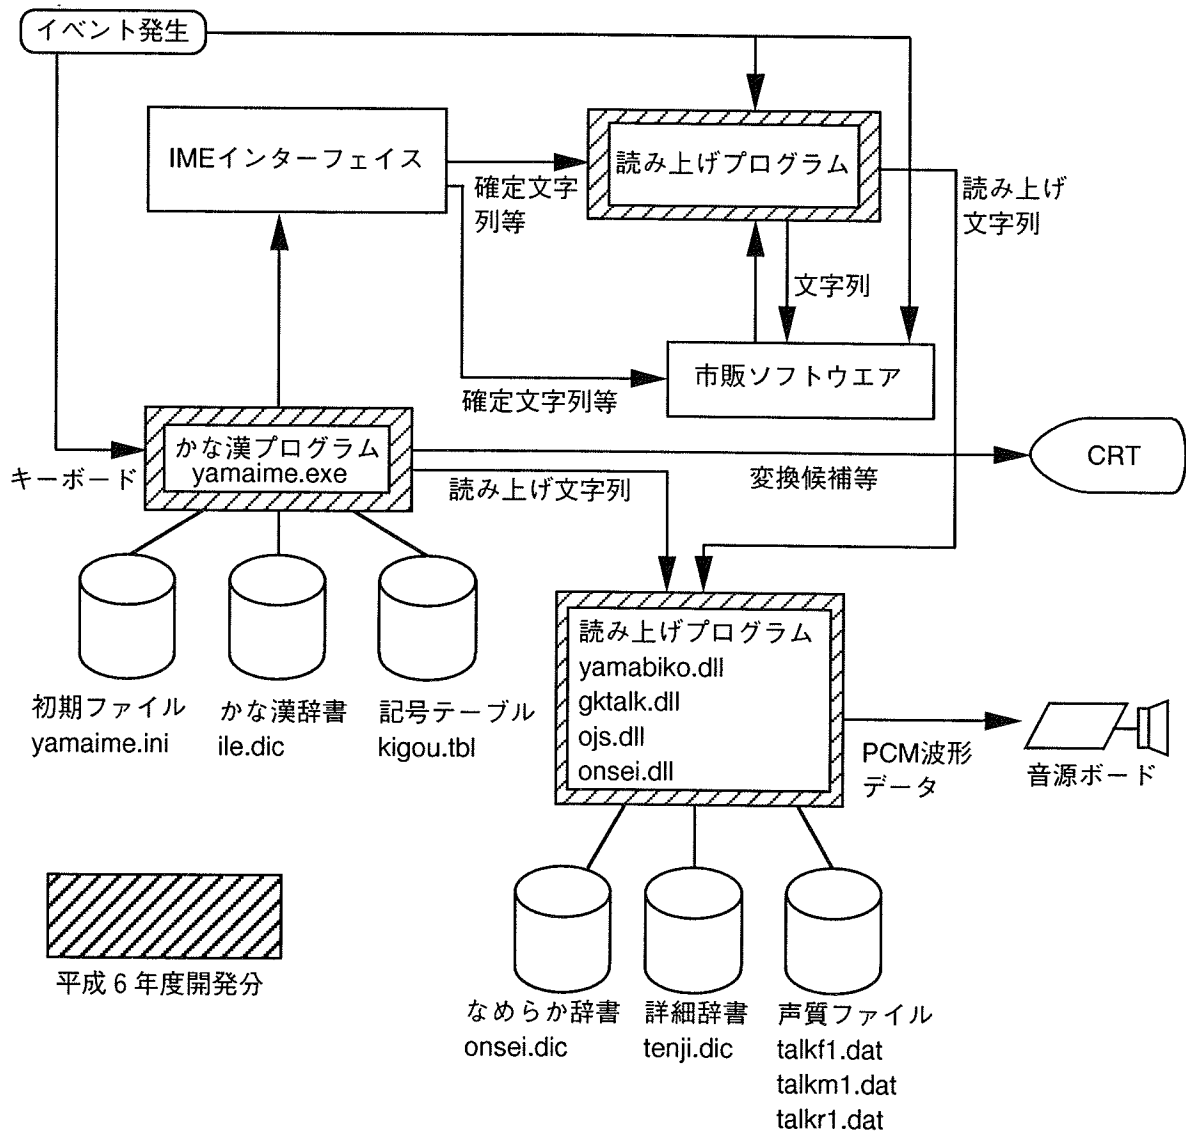 イベント発生
IMEインターフェイス
確定文字
列等
読み上げプログラム
読み上げ
文字列
文字列
市販ソフトウエア
確定文字列等
キーボード
かな漢プログラム
yamaime.exe
読み上げ文字列
変換候補等
CRT
初期ファイル
yamaime.ini
かな漢辞書
ile.dic
記号テーブル
kigou.tbl
読み上げプログラム
yamabiko.dll
gktalk.dll
ojs.dll
onsei.dll
PCM波形
データ
音源ボード
平成6年度開発分
なめらか辞書
onsei.dic
詳細辞書
tenji.dic
声質ファイル
talkf1.dat
talkm1.dat
talkr1.dat